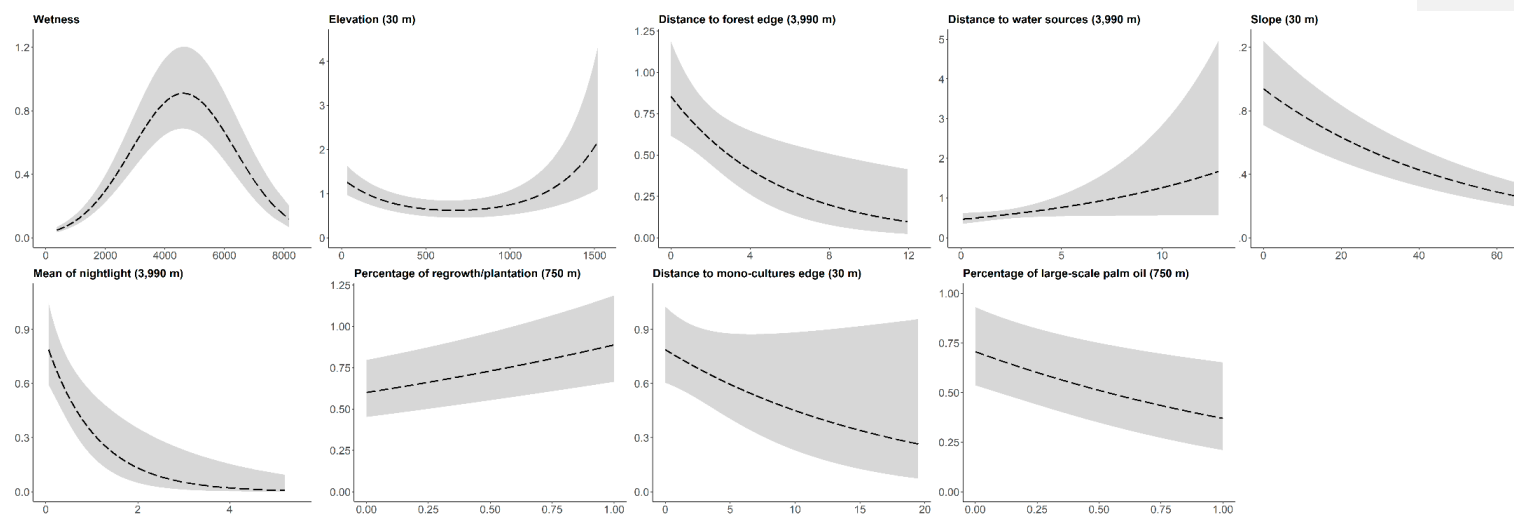 Wetness
1.2
0.8
0.4
0.0
0 2000 4000 6000 8000
Elevation (30 m)
4
3
2
1
0
0 500 1000 1500
Distance to forest edge (3,990 m)
1.25
1.00
0.75
0.50
0.25
0.00
0 4 8 12
Distance to water sources (3,990 m)
5
4
3
2
1
0
0 5 10
Slope (30 m)
.2
.8
.4
.0
0 20 40 60
Mean of nightlight (3,990 m)
0.9
0.6
0.3
0.0
0 2 4
Percentage of regrowth/plantation (750 m)
1.25
1.00
0.75
0.50
0.25
0.00
0.00 0.25 0.50 0.75 1.00
Distance to mono-cultures edge (30 m)
0.9
0.6
0.3
0.0
0 5 10 15 20
Percentage of large-scale palm oil (750 m)
1.00
0.75
0.50
0.25
0.00
0.00 0.25 0.50 0.75 1.00